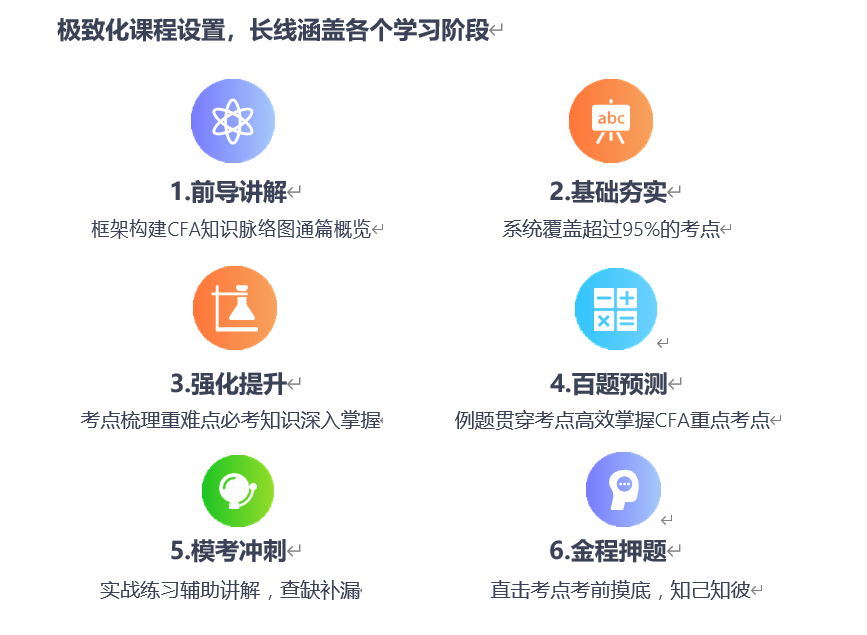 极致化课程设置，长线涵盖各个学习阶段
abc
1.前导讲解
2.基础夯实
框架构建CFA知识脉络图通篇概览
系统覆盖超过95%的考点
3.强化提升
4.百题预测
考点梳理重难点必考知识深入掌握
例题贯穿考点高效掌握CFA重点考点
5.模考冲刺
6.金程押题
实战练习辅助讲解，查缺补漏
直击考点考前摸底，知己知彼